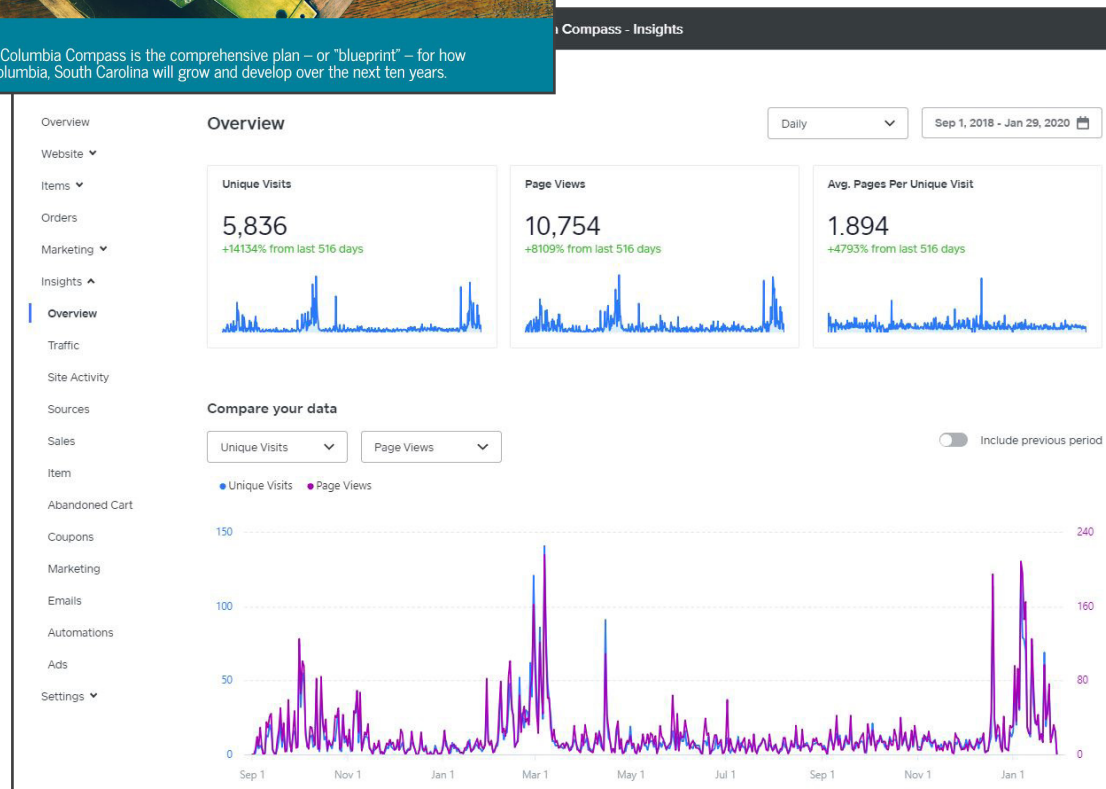 Columbia Compass is the comprehensive plan – or "blueprint" – for how
South Carolina will grow and develop over the next ten years.
Compass - Insights
Overview
Website
Items
Orders
Marketing
Insights
Overview
Traffic
Site Activity
Sources
Sales
Item
Abandoned Cart
Coupons
Marketing
Emails
Automations
Ads
Settings
Overview
Daily
Sep 1, 2018 - Jan 29, 2020
Unique Visits
5,836
+14134% from last 516 days
Page Views
10,754
+8109% from last 516 days
Avg. Pages Per Unique Visit
1.894
+4793% from last 516 days
Compare your data
Unique Visits
Page Views
Include previous period
Unique Visits
Page Views
150
100
50
0
240
160
80
0
Sep 1
Nov 1
Jan 1
Mar 1
May 1
Jul 1
Sep 1
Nov 1
Jan 1